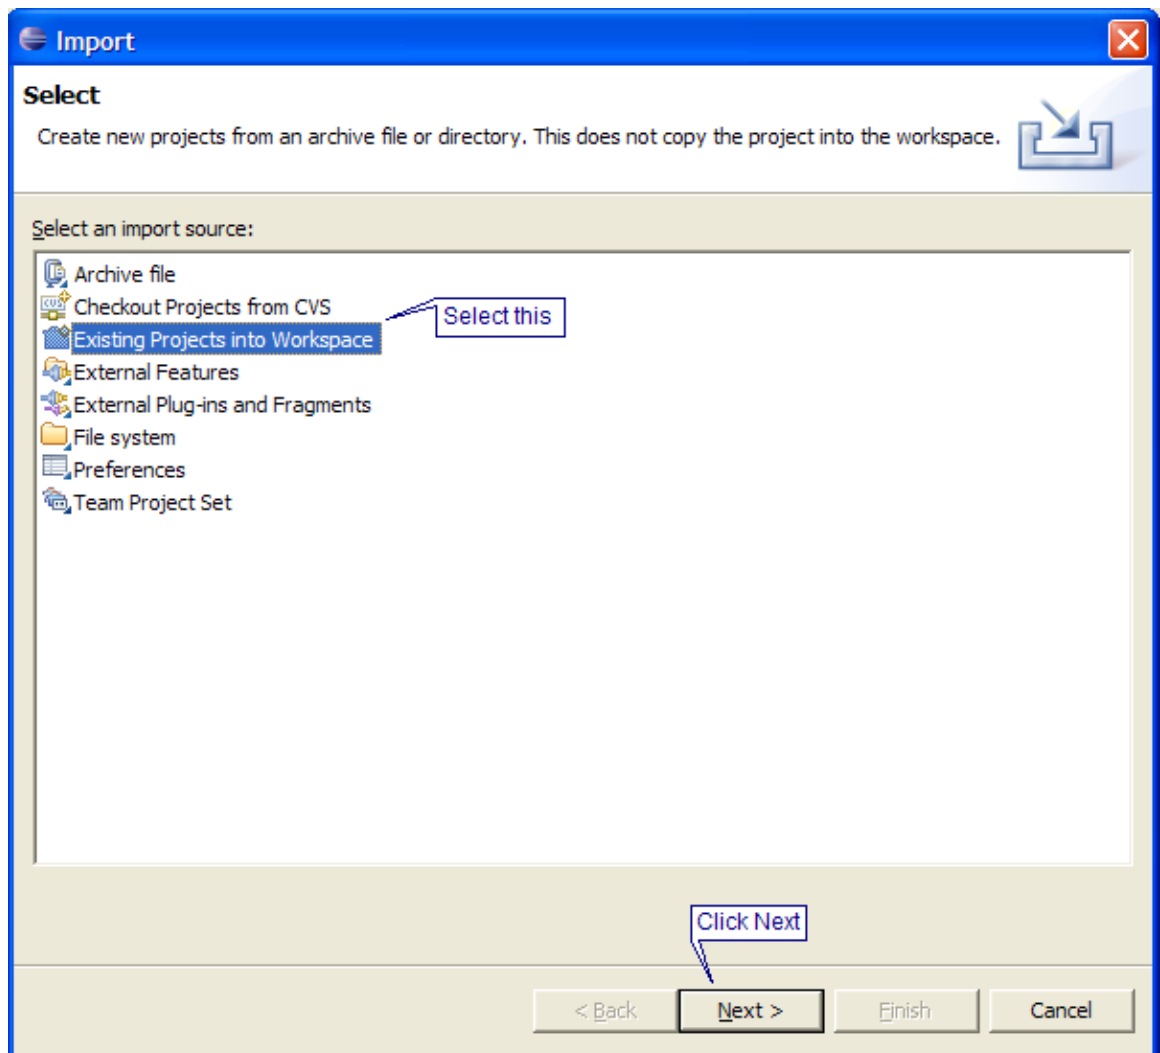 Import
Select
Create new projects from an archive file or directory. This does not copy the project into the workspace.
Select an import source:
Archive file
Checkout Projects from CVS
Select this
Existing Projects into Workspace
External Features
External Plug-ins and Fragments
File system
Preferences
Team Project Set
Click Next
< Back
Next >
Finish
Cancel